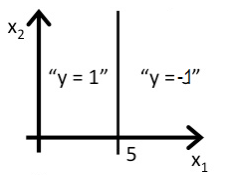 x2
“y = 1” “y = -1”
5
x1